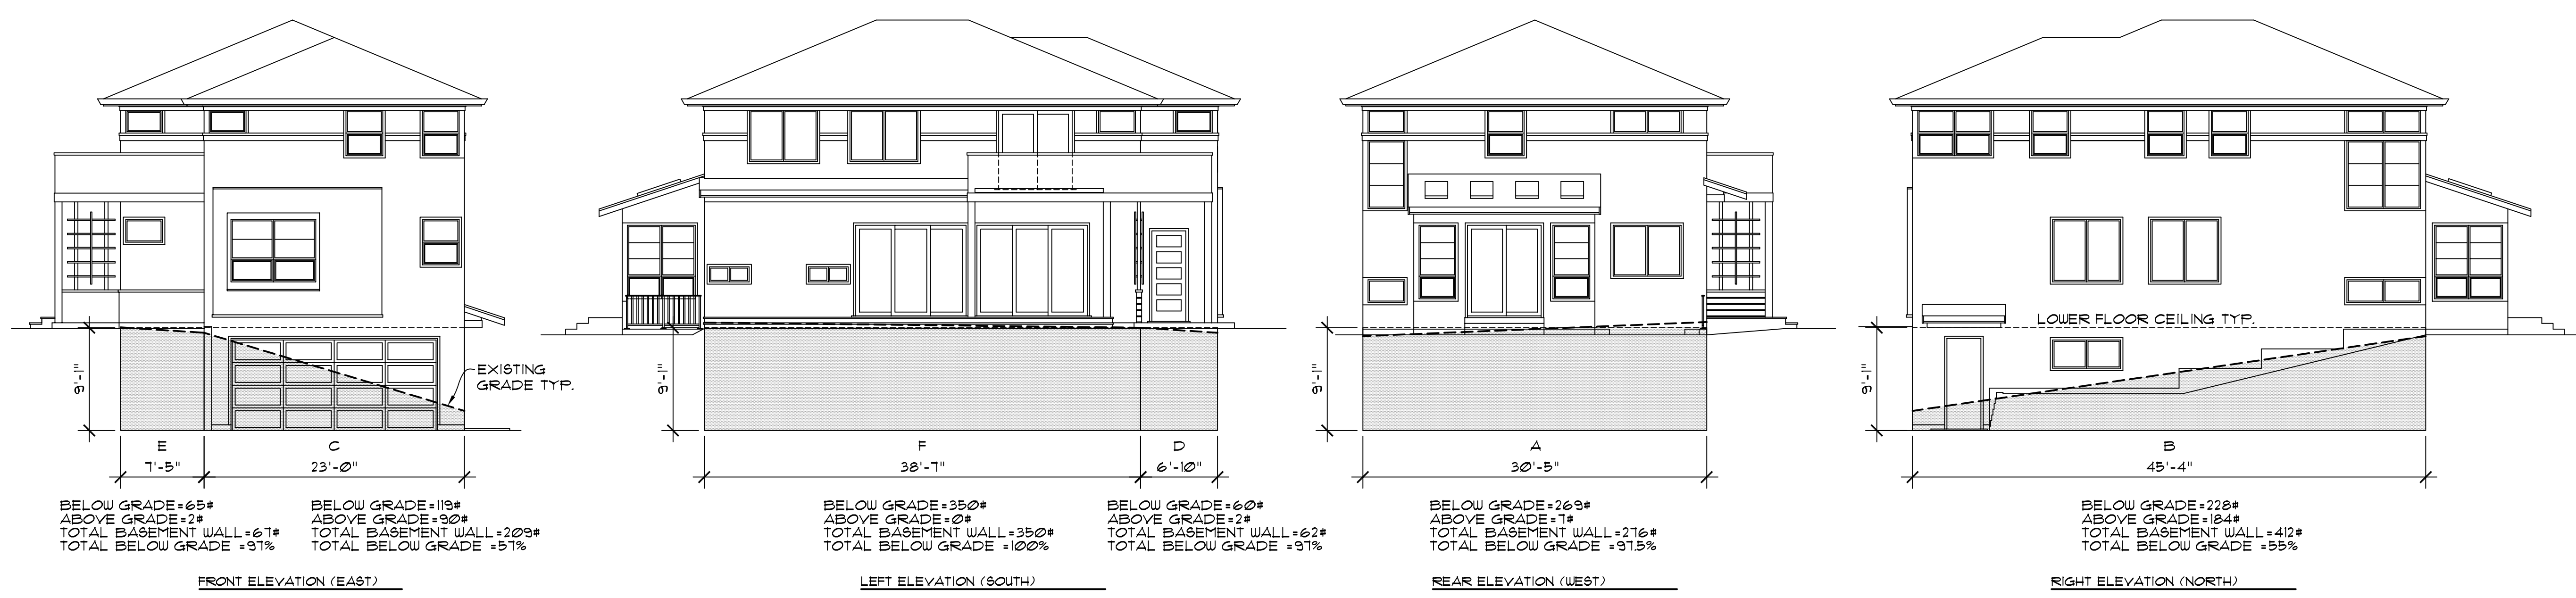 LOWER FLOOR CEILING TYP.
EXISTING
GRADE TYP.
9'-1"
9'-1"
9'-1"
9'-1"
E
C
F
D
A
B
7'-5"
23'-0"
38'-7"
6'-10"
30'-5"
45'-4"
BELOW GRADE=65#
ABOVE GRADE=2#
TOTAL BASEMENT WALL=67#
TOTAL BELOW GRADE =97%
BELOW GRADE=119#
ABOVE GRADE=90#
TOTAL BASEMENT WALL=209#
TOTAL BELOW GRADE =57%
BELOW GRADE=350#
ABOVE GRADE=0#
TOTAL BASEMENT WALL=350#
TOTAL BELOW GRADE =100%
BELOW GRADE=60#
ABOVE GRADE=2#
TOTAL BASEMENT WALL=62#
TOTAL BELOW GRADE =97%
BELOW GRADE=269#
ABOVE GRADE=7#
TOTAL BASEMENT WALL=276#
TOTAL BELOW GRADE =97.5%
BELOW GRADE=228#
ABOVE GRADE=184#
TOTAL BASEMENT WALL=412#
TOTAL BELOW GRADE =55%
FRONT ELEVATION (EAST)
LEFT ELEVATION (SOUTH)
REAR ELEVATION (WEST)
RIGHT ELEVATION (NORTH)